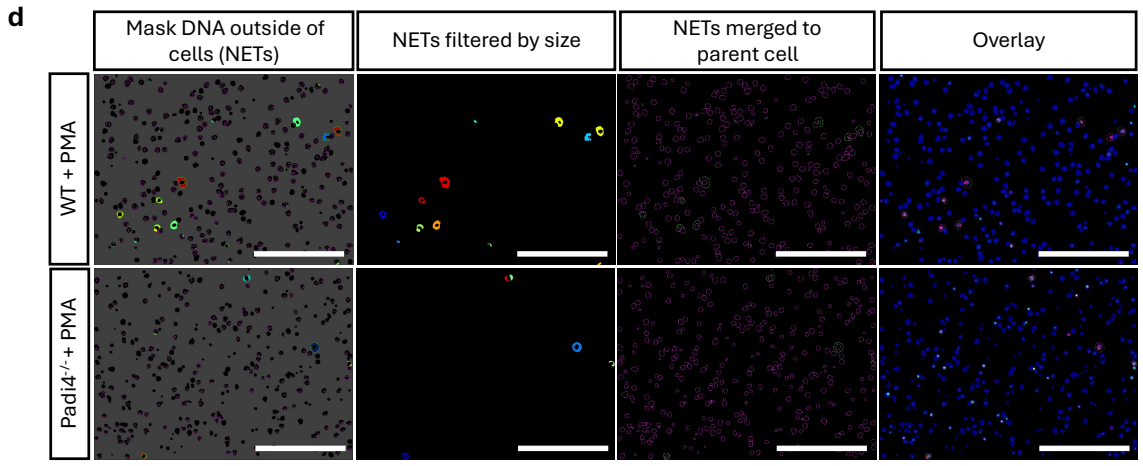 d
Mask DNA outside of
cells (NETs)
NETs filtered by size
NETs merged to
parent cell
Overlay
WT + PMA
Padi4⁻/⁻+ PMA